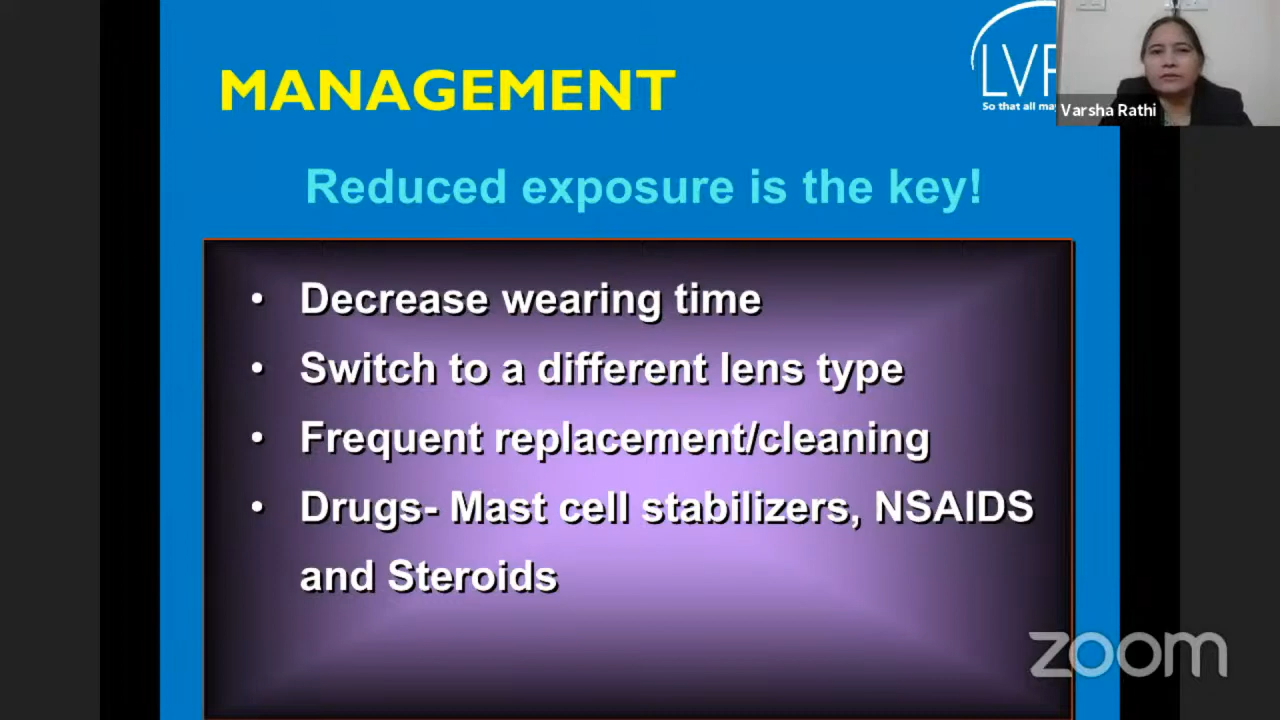 MANAGEMENT
LVP
So that all may
Varsha Rathi
Reduced exposure is the key!
• Decrease wearing time
• Switch to a different lens type
• Frequent replacement/cleaning
• Drugs- Mast cell stabilizers, NSAIDS
and Steroids
zoom